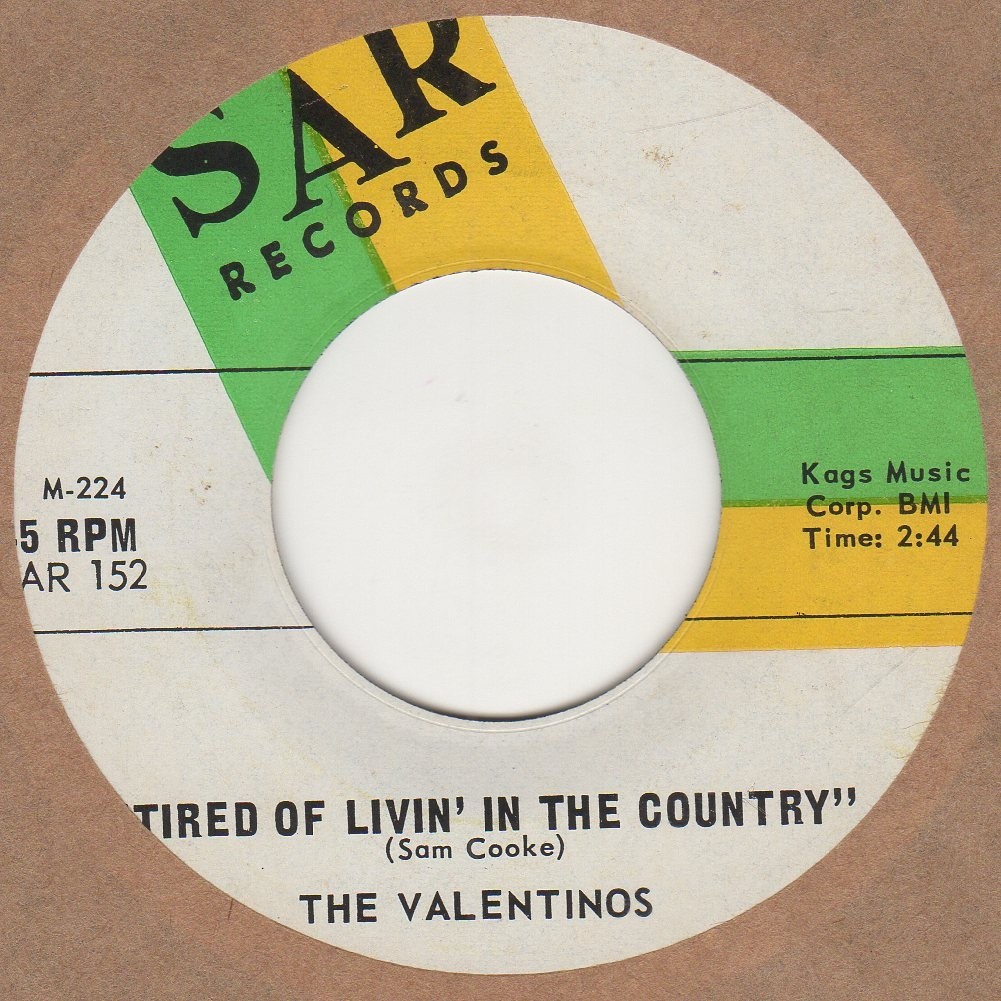 SAR
RECORDS
M-224
5 RPM
AR 152
Kags Music
Corp. BMI
Time: 2:44
TIRED OF LIVIN' IN THE COUNTRY"
(Sam Cooke)
THE VALENTINOS